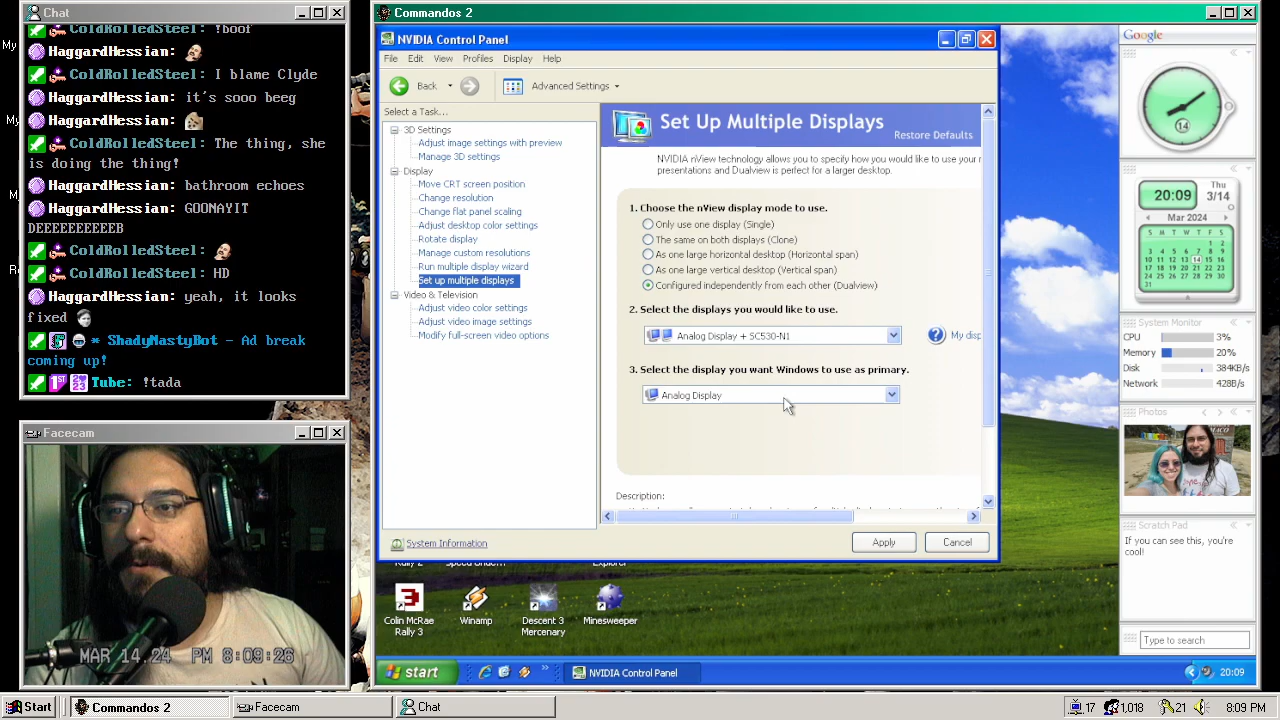 Chat
ColdRolledSteel: !boof
HaggardHessian:
ColdRolledSteel: I blame Clyde
HaggardHessian: it's sooo beeg
HaggardHessian:
ColdRolledSteel: The thing, she
is doing the thing!
HaggardHessian: bathroom echoes
HaggardHessian: GOONAYIT
BBBBBBBBBBB
ColdRolledSteel:
ColdRolledSteel: HD
HaggardHessian: yeah, it looks
fixed
* ShadyNastyBot - Ad break
coming up!
1ST Tube: !fada
Facecam
MAR 14.24 PM 8:09:26
Commandos 2
NVIDIA Control Panel
File Edit View Profiles Display Help
Back Advanced Settings
Select a Task...
3D Settings
Adjust image settings with preview
Manage 3D settings
Display
Move CRT screen position
Change resolution
Change flat panel scaling
Adjust desktop color settings
Rotate display
Manage custom resolutions
Run multiple display wizard
Set up multiple displays
Video & Television
Adjust video color settings
Adjust video image settings
Modify full-screen video options
System Information
Set Up Multiple Displays
Restore Defaults
NVIDIA nView technology allows you to specify how you would like to use your
presentations and Dualview is perfect for a larger desktop.
1. Choose the nView display mode to use.
Only use one display (Single)
The same on both displays (Clone)
As one large horizontal desktop (Horizontal span)
As one large vertical desktop (Vertical span)
Configured independently from each other (Dualview)
2. Select the displays you would like to use.
Analog Display + SC530-N1
My disp
3. Select the display you want Windows to use as primary.
Analog Display
Description:
Apply Cancel
Colin McRae
Rally 3
Winamp
Descent 3
Mercenary
Minesweeper
start
NVIDIA Control Panel
20:09
Google
14
20:09
Thu
3/14
Mar 2024
S M T W T F S
1 2
3 4 5 6 7 8 9
10 11 12 13 14 15 16
17 18 19 20 21 22 23
24 25 26 27 28 29 30
31
System Monitor
CPU 3%
Memory 20%
Disk 384KB/s
Network 428B/s
Photos
Scratch Pad
If you can see this, you're
cool!
Type to search
Start
Commandos 2
Facecam
Chat
17 1,018 21 8:09 PM